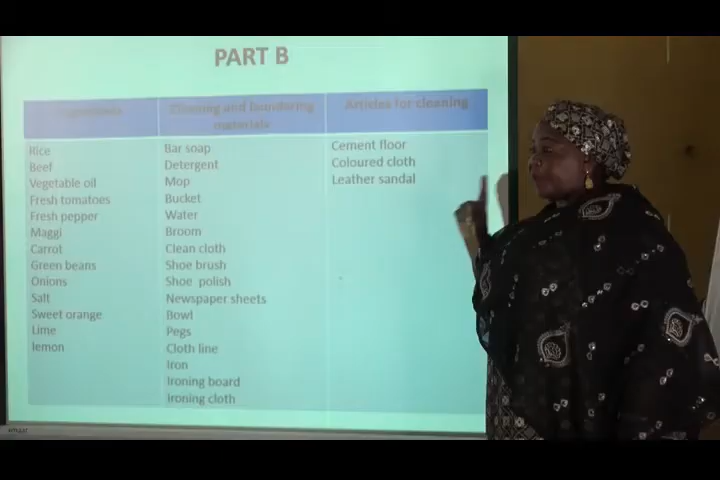 PART B
Ingredients
Cleaning and laundering
materials
Articles for cleaning
Rice
Beef
Vegetable oil
Fresh tomatoes
Fresh pepper
Maggi
Carrot
Green beans
Onions
Salt
Sweet orange
Lime
lemon
Bar soap
Detergent
Mop
Bucket
Water
Broom
Clean cloth
Shoe brush
Shoe polish
Newspaper sheets
Bowl
Pegs
Cloth line
Iron
Ironing board
Ironing cloth
Cement floor
Coloured cloth
Leather sandal